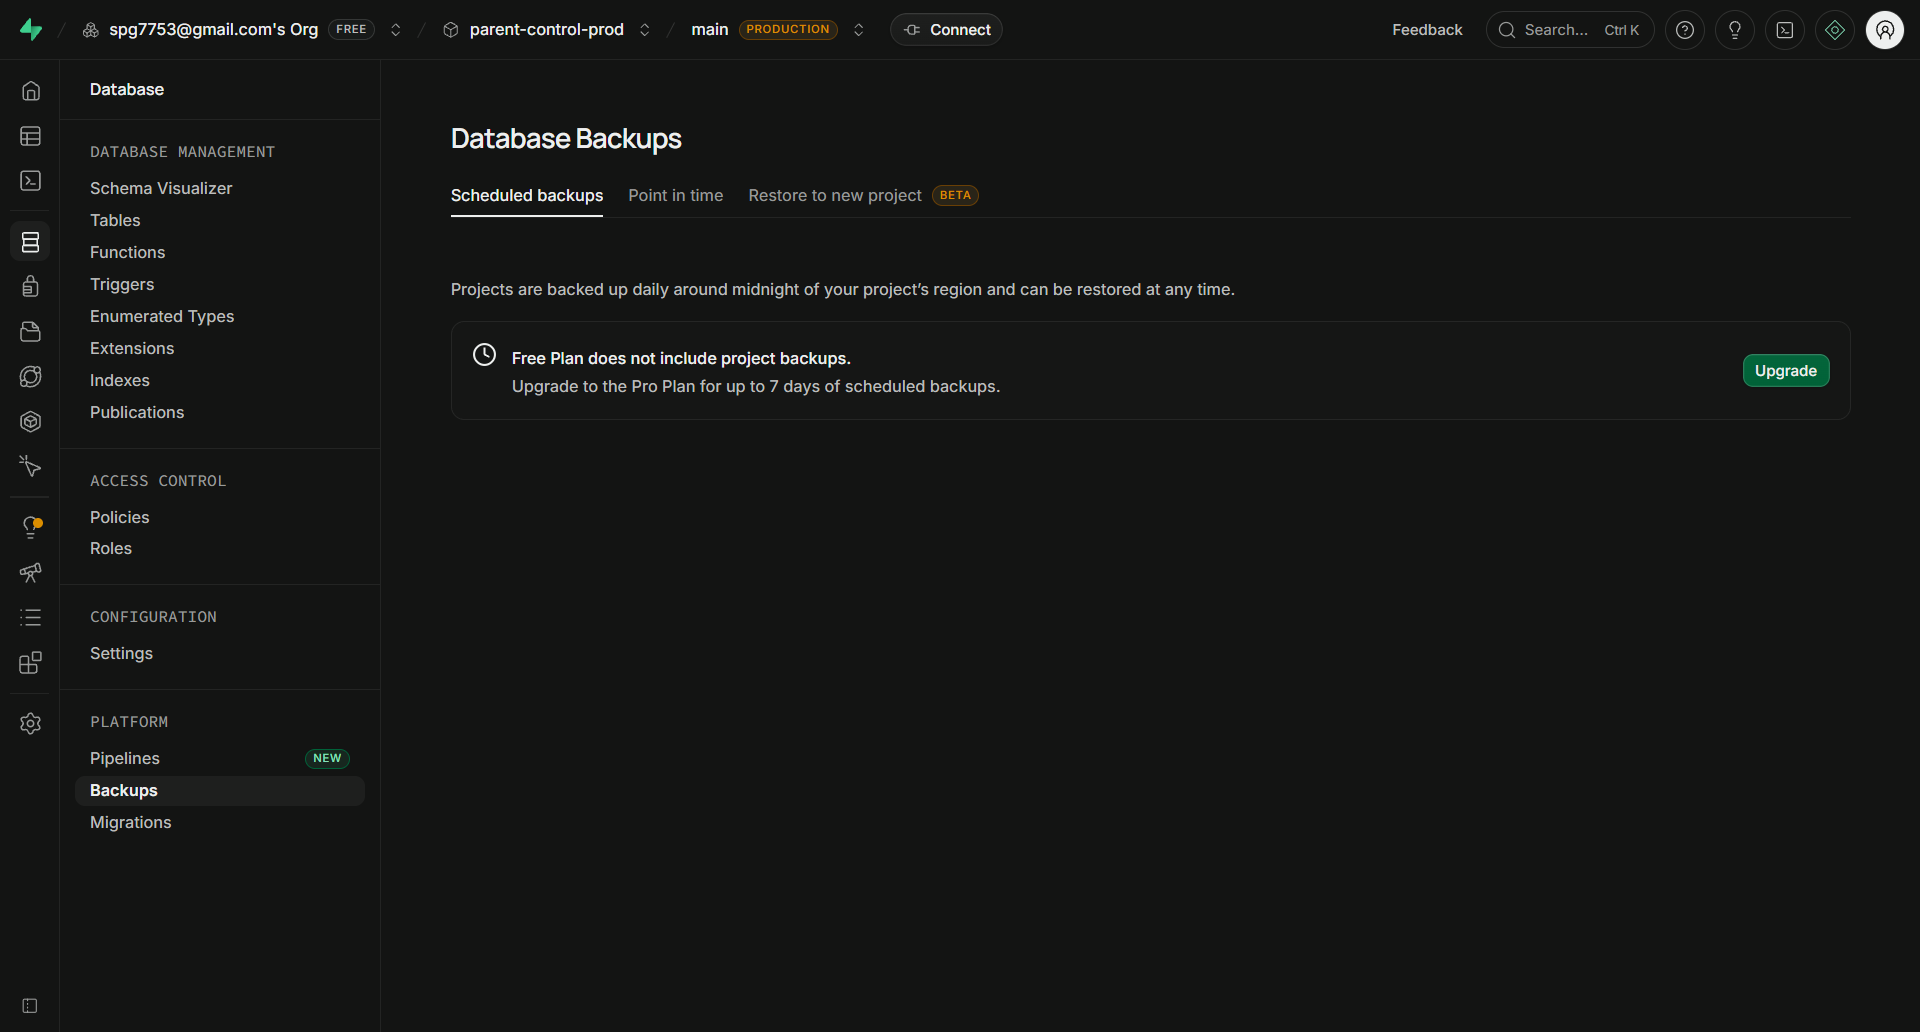 spg7753@gmail.com's Org FREE parent-control-prod main PRODUCTION Connect Feedback Search... Ctrl K
Database
DATABASE MANAGEMENT
Schema Visualizer
Tables
Functions
Triggers
Enumerated Types
Extensions
Indexes
Publications
ACCESS CONTROL
Policies
Roles
CONFIGURATION
Settings
PLATFORM
Pipelines NEW
Backups
Migrations
Database Backups
Scheduled backups Point in time Restore to new project BETA
Projects are backed up daily around midnight of your project’s region and can be restored at any time.
Free Plan does not include project backups.
Upgrade to the Pro Plan for up to 7 days of scheduled backups.
Upgrade